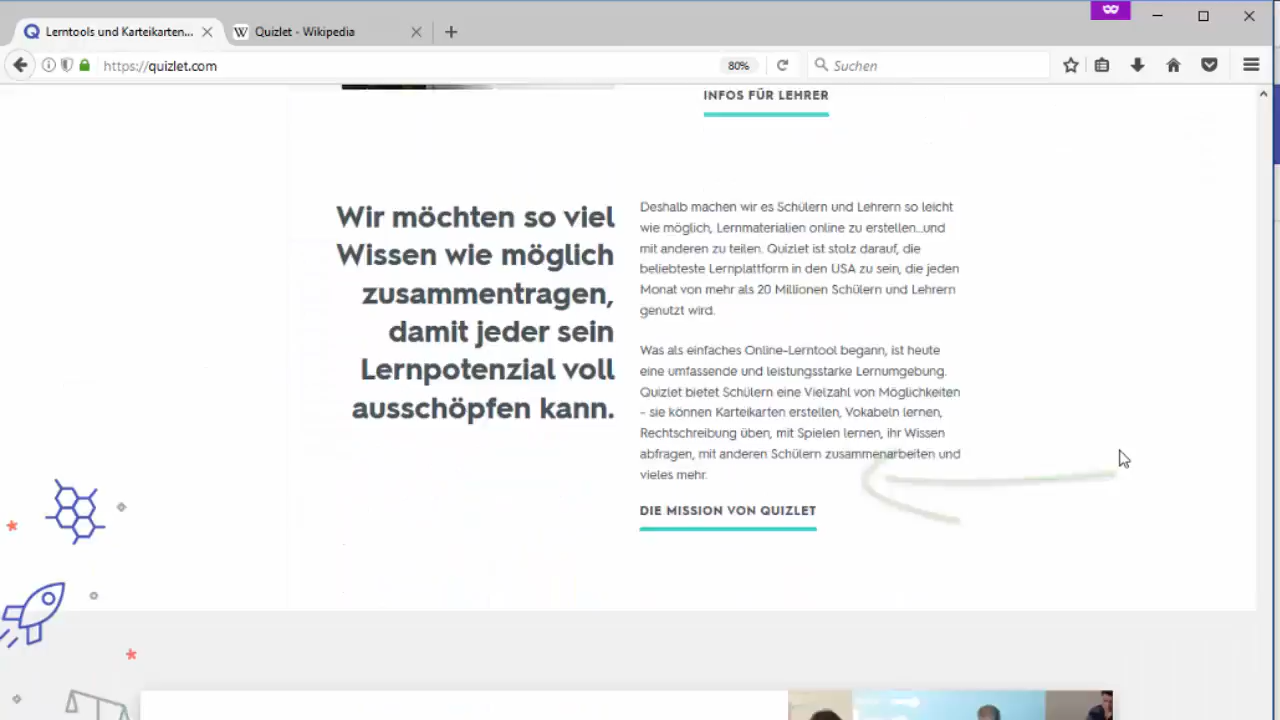 Lerntools und Karteikarten...
Quizlet - Wikipedia
https://quizlet.com
80%
Suchen
INFOS FÜR LEHRER
Wir möchten so viel
Wissen wie möglich
zusammentragen,
damit jeder sein
Lernpotenzial voll
ausschöpfen kann.
Deshalb machen wir es Schülern und Lehrern so leicht
wie möglich, Lernmaterialien online zu erstellen...und
mit anderen zu teilen. Quizlet ist stolz darauf, die
beliebteste Lernplattform in den USA zu sein, die jeden
Monat von mehr als 20 Millionen Schülern und Lehrern
genutzt wird.
Was als einfaches Online-Lerntool begann, ist heute
eine umfassende und leistungsstarke Lernumgebung.
Quizlet bietet Schülern eine Vielzahl von Möglichkeiten
– sie können Karteikarten erstellen, Vokabeln lernen,
Rechtschreibung üben, mit Spielen lernen, ihr Wissen
abfragen, mit anderen Schülern zusammenarbeiten und
vieles mehr.
DIE MISSION VON QUIZLET